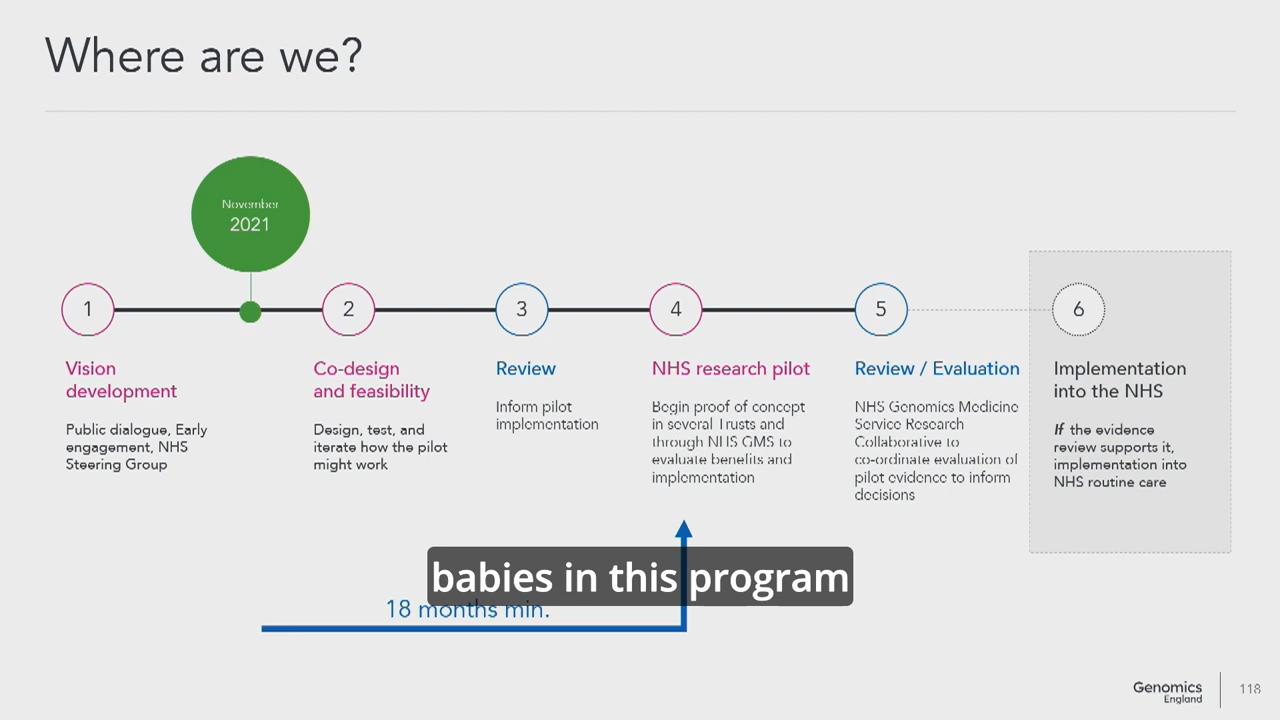 Where are we?
November
2021
1
2
3
4
5
6
Vision
development
Public dialogue, Early
engagement, NHS
Steering Group
Co-design
and feasibility
Design, test, and
iterate how the pilot
might work
Review
Inform pilot
implementation
NHS research pilot
Begin proof of concept
in several Trusts and
through NHS GMS to
evaluate benefits and
implementation
Review / Evaluation
NHS Genomics Medicine
Service Research
Collaborative to
co-ordinate evaluation of
pilot evidence to inform
decisions
Implementation
into the NHS
If the evidence
review supports it,
implementation into
NHS routine care
babies in this program
18 months min.
Genomics
England
118